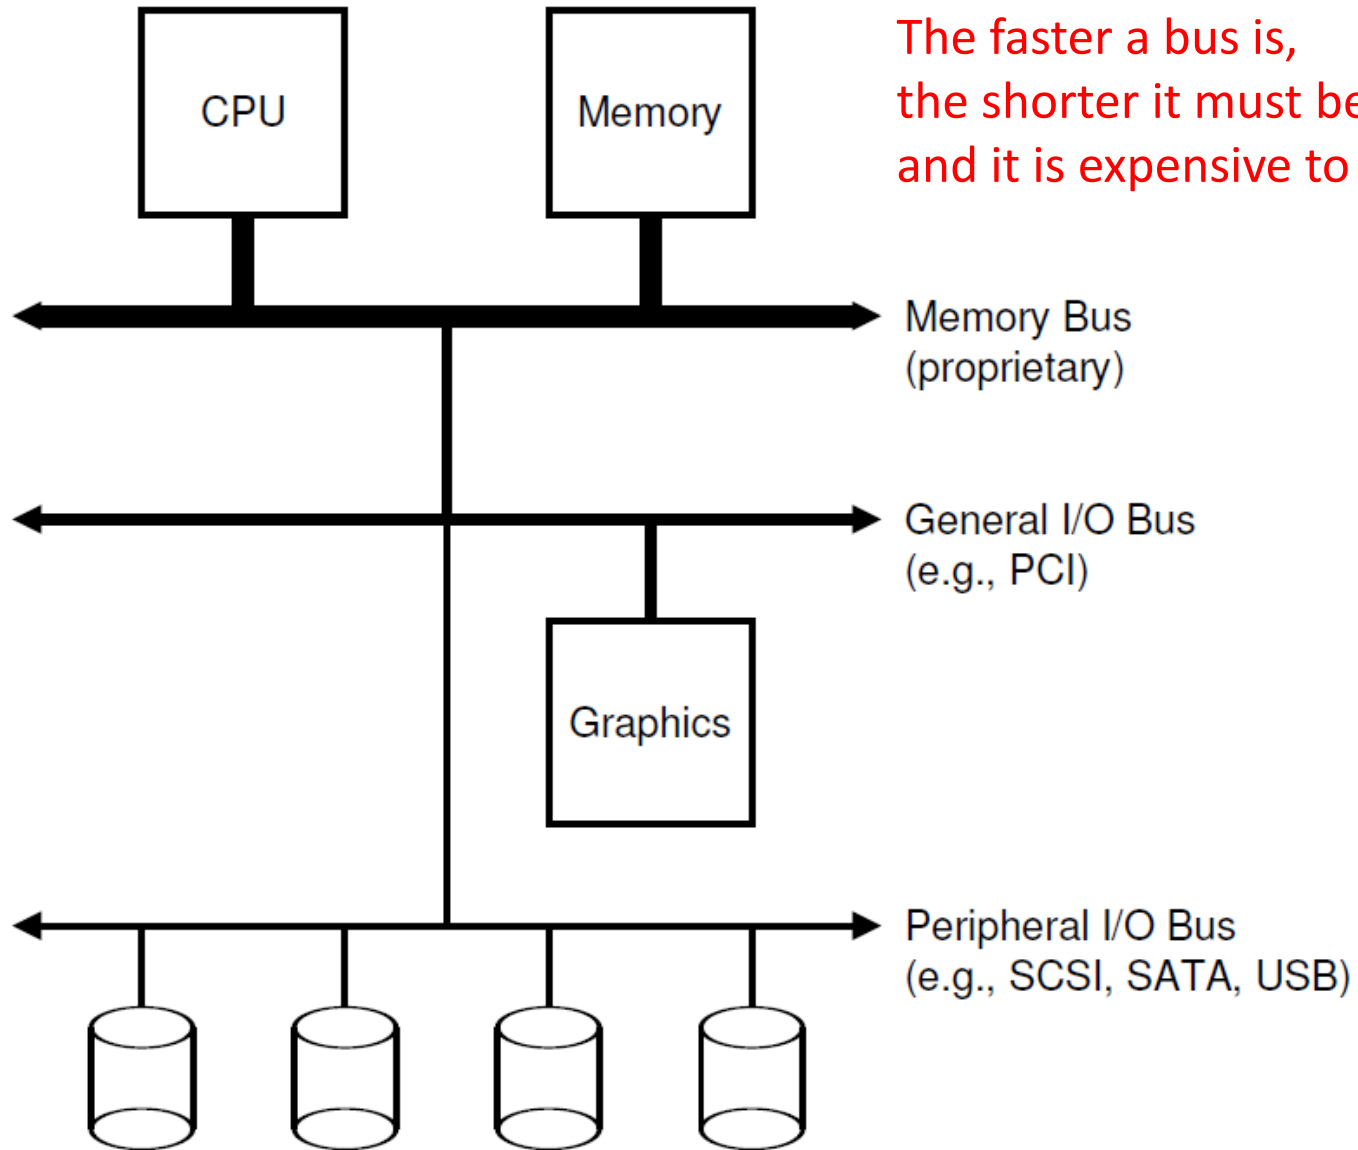 CPU
Memory
The faster a bus is,
the shorter it must be
and it is expensive to
Memory Bus
(proprietary)
General I/O Bus
(e.g., PCI)
Graphics
Peripheral I/O Bus
(e.g., SCSI, SATA, USB)